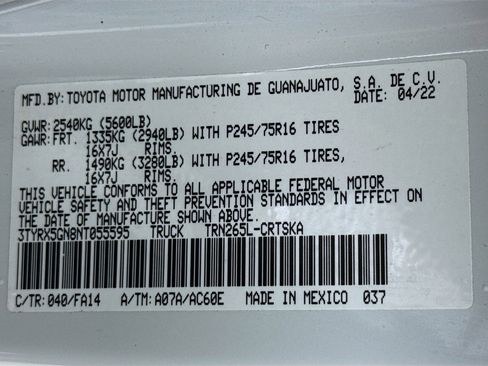 MFD.BY:TOYOTA MOTOR MANUFACTURING DE GUANAJUATO, S.A. DE C.V.
DATE: 04/22
GVWR:2540KG (5600LB)
GAWR:FRT. 1335KG (2940LB) WITH P245/75R16 TIRES
16X7J RIMS.
RR. 1490KG (3280LB) WITH P245/75R16 TIRES,
16X7J RIMS.
THIS VEHICLE CONFORMS TO ALL APPLICABLE FEDERAL MOTOR
VEHICLE SAFETY AND THEFT PREVENTION STANDARDS IN EFFECT ON
THE DATE OF MANUFACTURE SHOWN ABOVE.
3TYRX5GN8NT055595 TRUCK TRN265L-CRTSKA
C/TR:040/FA14 A/TM:A07A/AC60E MADE IN MEXICO 037